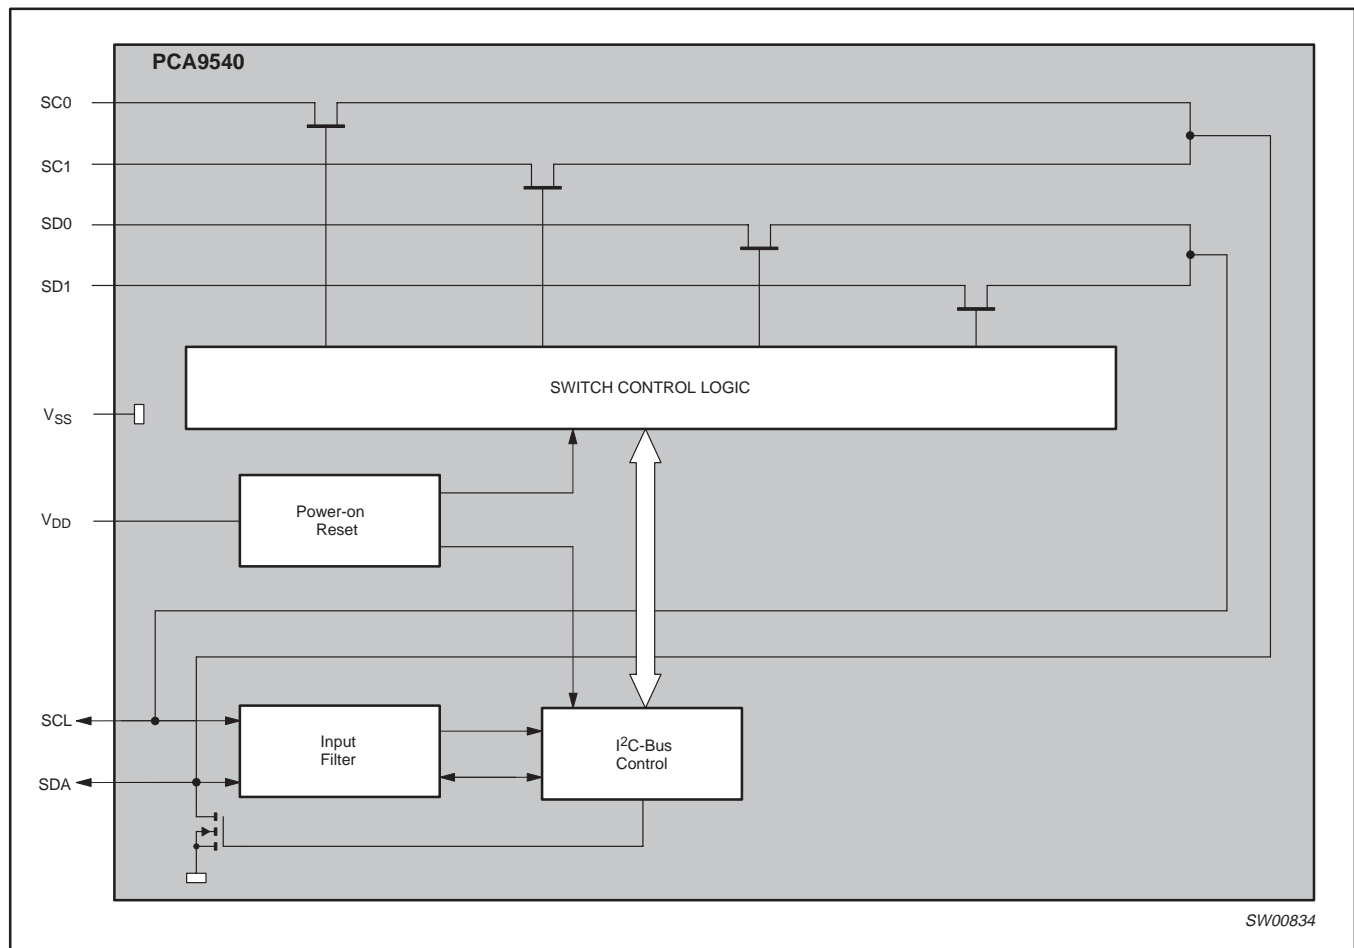 PCA9540
SC0
SC1
SD0
SD1
SWITCH CONTROL LOGIC
VSS
Power-on
Reset
VDD
SCL
Input
Filter
I2C-Bus
Control
SDA
SW00834